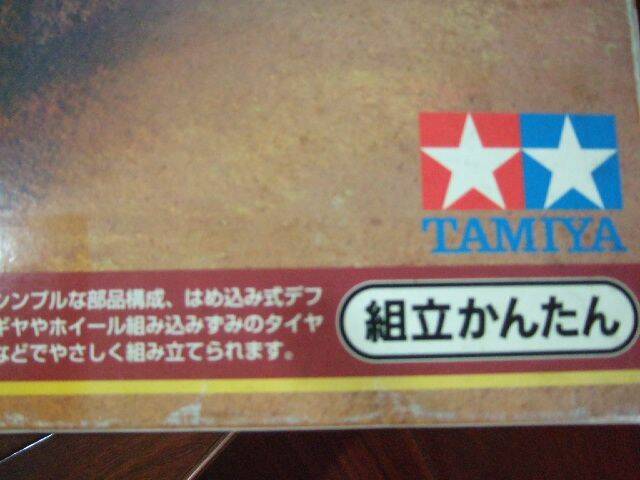 TAMIYA
シンプルな部品構成、はめ込み式デフ
ギヤやホイール組み込みずみのタイヤ
などでやさしく組み立てられます。
組立かんたん